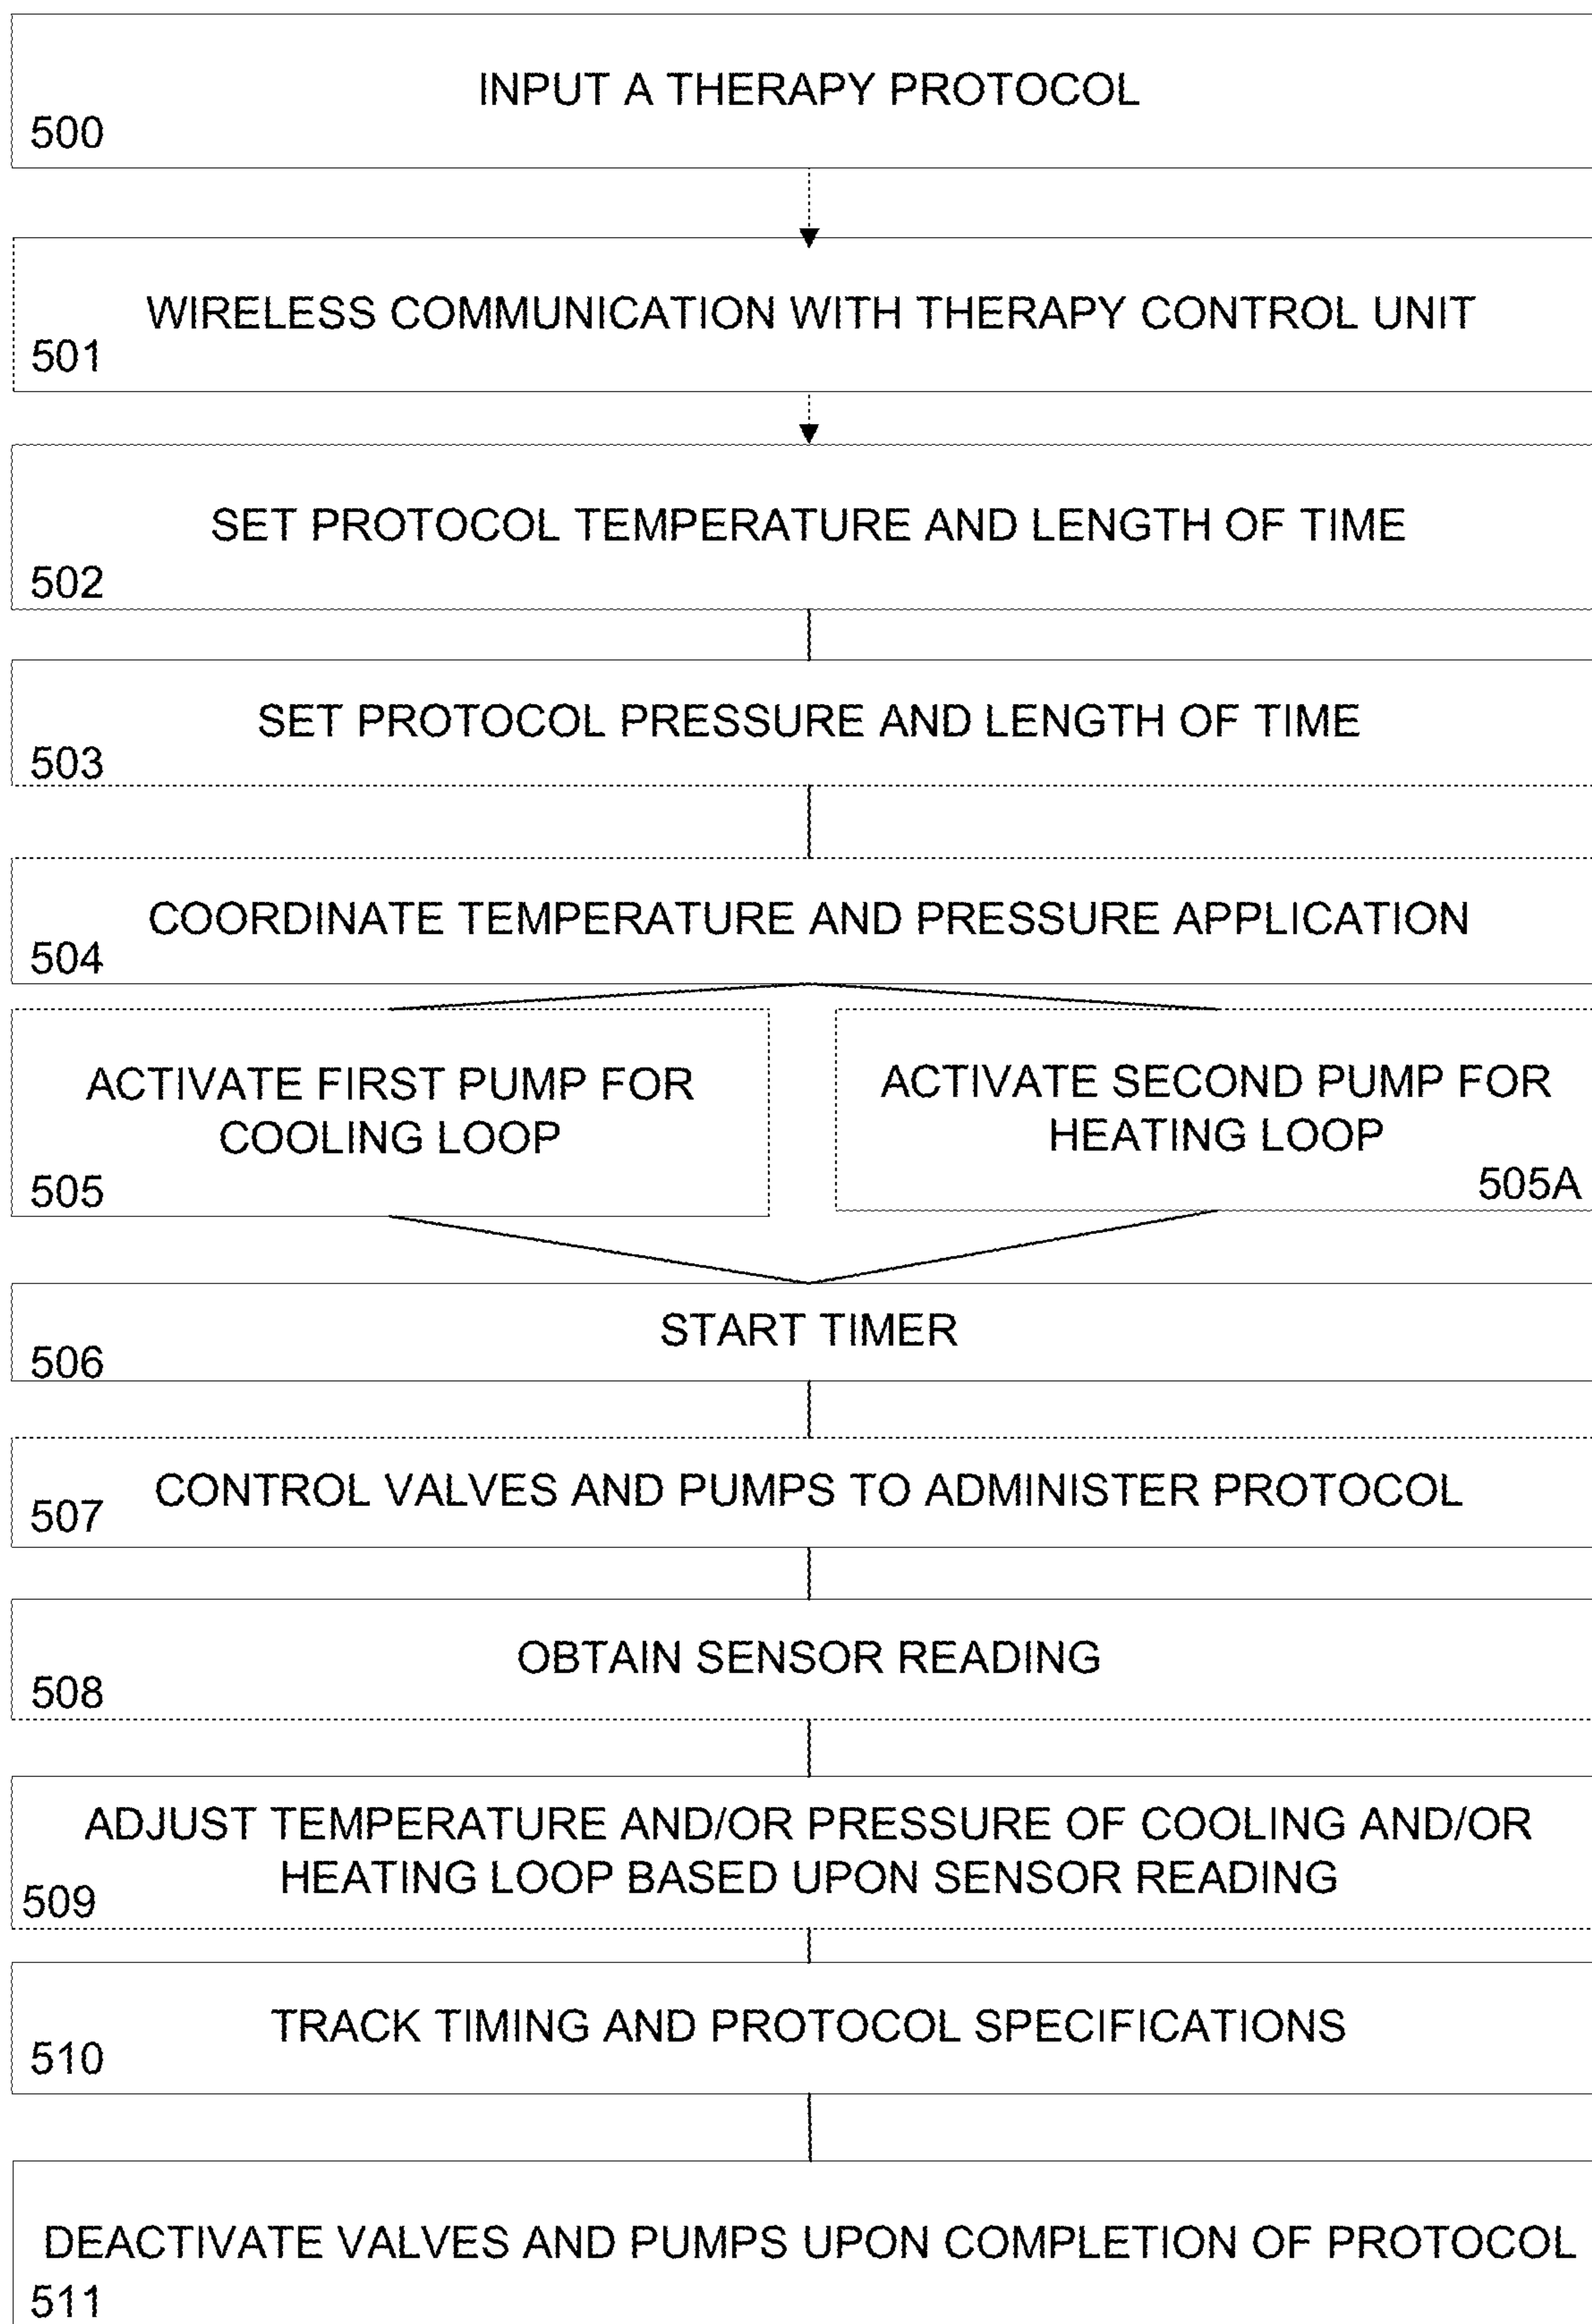 INPUT A THERAPY PROTOCOL
500
WIRELESS COMMUNICATION WITH THERAPY CONTROL UNIT
501
SET PROTOCOL TEMPERATURE AND LENGTH OF TIME
502
SET PROTOCOL PRESSURE AND LENGTH OF TIME
503
COORDINATE TEMPERATURE AND PRESSURE APPLICATION
504
ACTIVATE FIRST PUMP FOR
COOLING LOOP
505
ACTIVATE SECOND PUMP FOR
HEATING LOOP
505A
START TIMER
506
CONTROL VALVES AND PUMPS TO ADMINISTER PROTOCOL
507
OBTAIN SENSOR READING
508
ADJUST TEMPERATURE AND/OR PRESSURE OF COOLING AND/OR
HEATING LOOP BASED UPON SENSOR READING
509
TRACK TIMING AND PROTOCOL SPECIFICATIONS
510
DEACTIVATE VALVES AND PUMPS UPON COMPLETION OF PROTOCOL
511